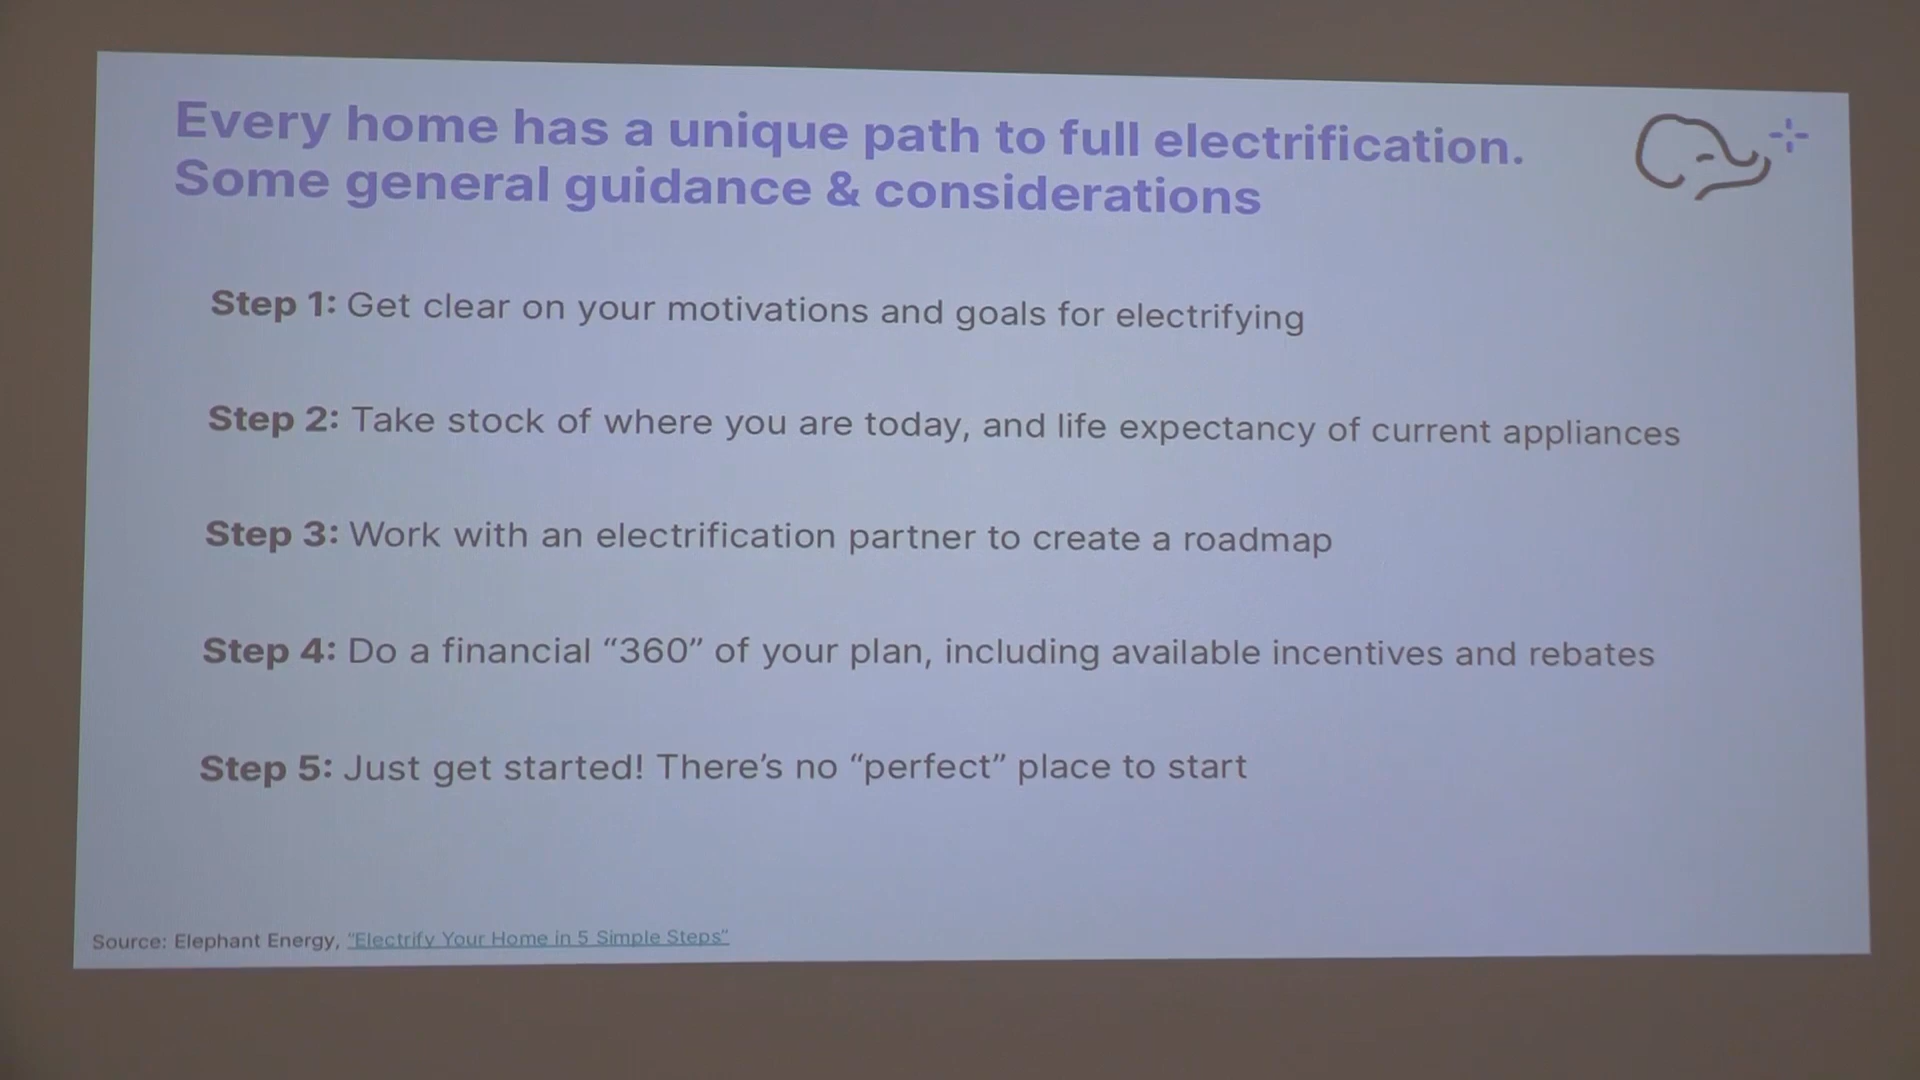 Every home has a unique path to full electrification.
Some general guidance & considerations
Step 1: Get clear on your motivations and goals for electrifying
Step 2: Take stock of where you are today, and life expectancy of current appliances
Step 3: Work with an electrification partner to create a roadmap
Step 4: Do a financial “360” of your plan, including available incentives and rebates
Step 5: Just get started! There’s no “perfect” place to start
Source: Elephant Energy, “Electrify Your Home in 5 Simple Steps”